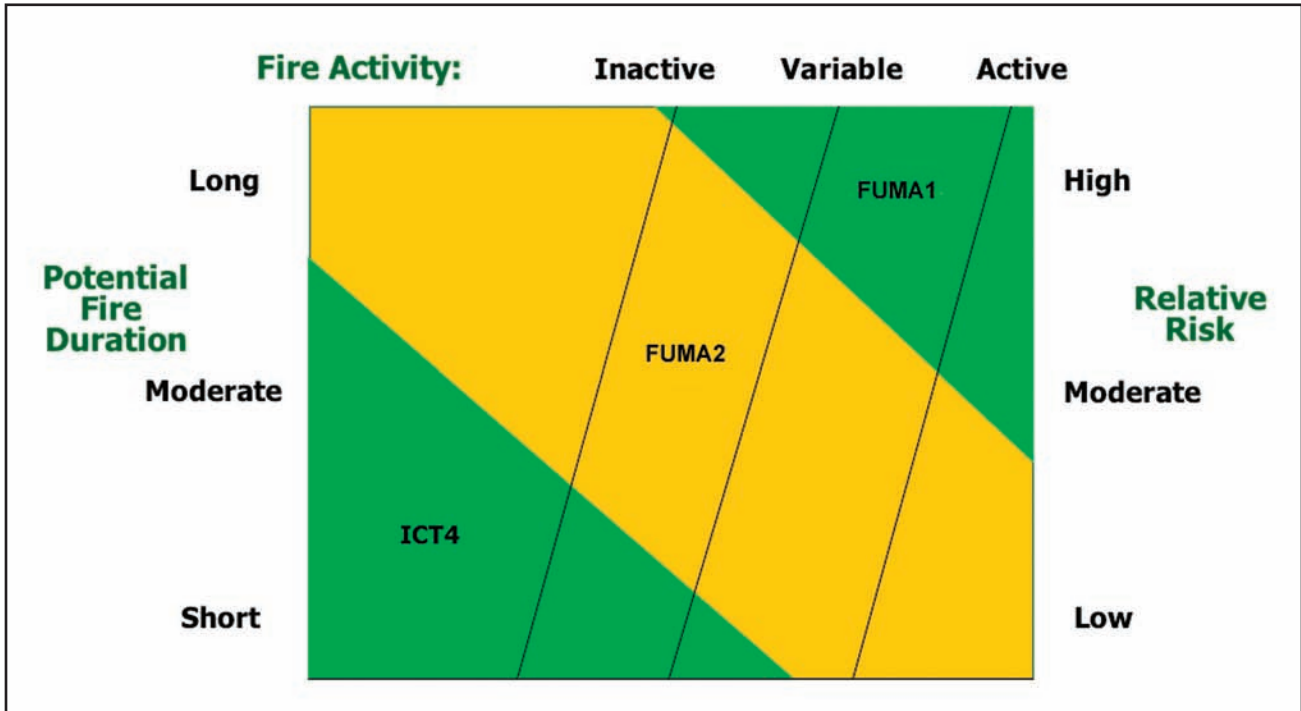 Fire Activity: Inactive Variable Active
Long
High
FUMA1
Potential
Fire
Duration
Relative
Risk
FUMA2
Moderate
Moderate
ICT4
Short
Low